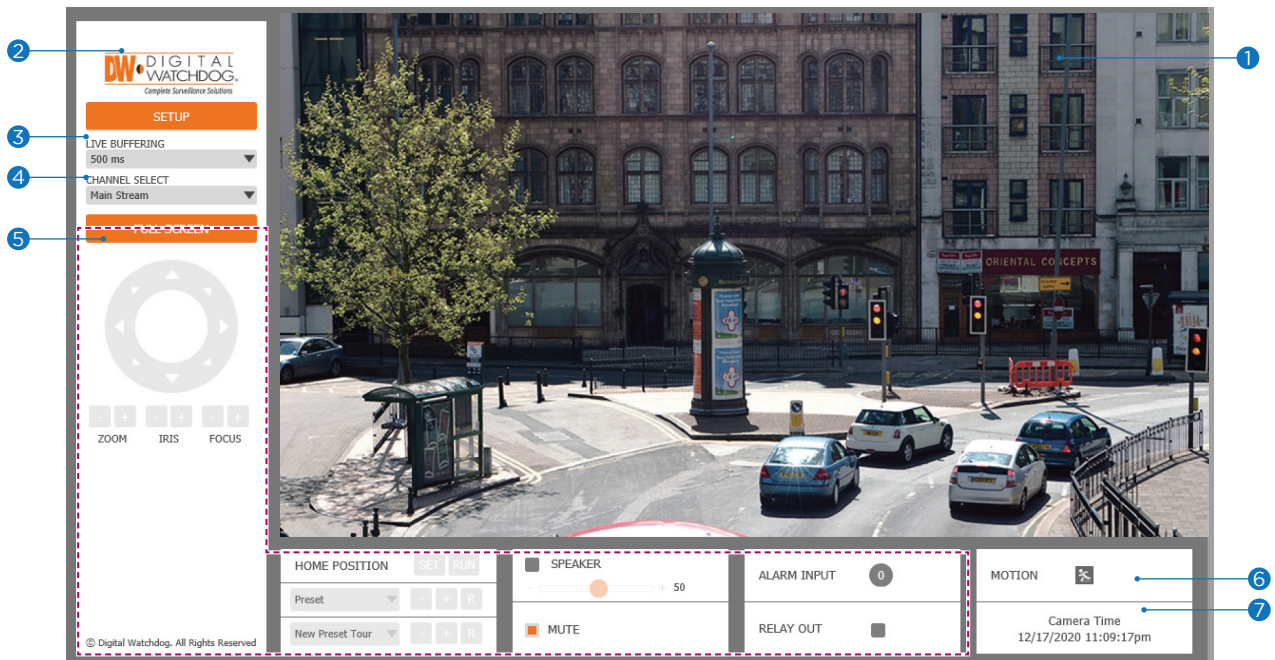 2
DIGITAL
DW WATCHDOG®
Complete Surveillance Solutions
SETUP
3
LIVE BUFFERING
500 ms
4
CHANNEL SELECT
Main Stream
5
FULL SCREEN
- + - + - +
ZOOM IRIS FOCUS
© Digital Watchdog. All Rights Reserved
1
ORIENTAL CONCEPTS
HOME POSITION SET RUN
Preset - + R
New Preset Tour - + R
SPEAKER
- + 50
MUTE
ALARM INPUT 0
RELAY OUT
MOTION
6
7
Camera Time
12/17/2020 11:09:17pm